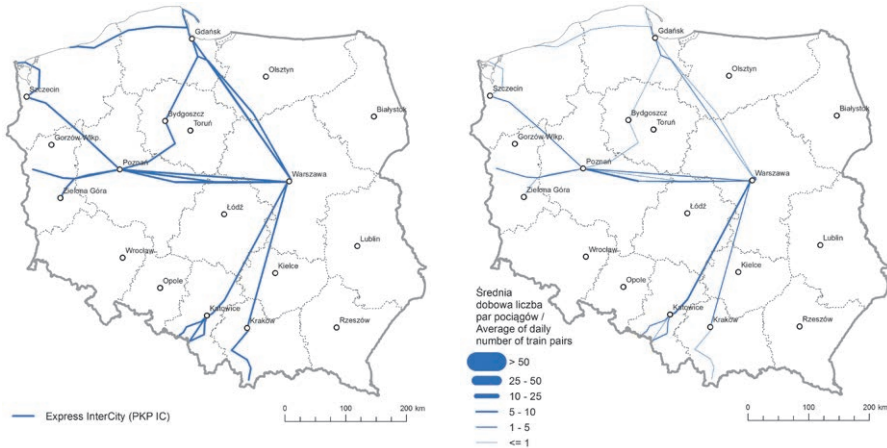 Gdańsk
Olsztyn
Szczecin
Bydgoszcz
Toruń
Białystok
Gorzów Wlkp.
Poznań
Warszawa
Zielona Góra
Łódź
Wrocław
Lublin
Opole
Kielce
Katowice
Kraków
Rzeszów
Express InterCity (PKP IC)
0 100 200 km
Gdańsk
Olsztyn
Szczecin
Bydgoszcz
Toruń
Białystok
Gorzów Wlkp.
Poznań
Warszawa
Zielona Góra
Łódź
Wrocław
Lublin
Opole
Kielce
Katowice
Kraków
Rzeszów
Średnia
dobowa liczba
par pociągów /
Average of daily
number of train pairs
> 50
25 - 50
10 - 25
5 - 10
1 - 5
<= 1
0 100 200 km